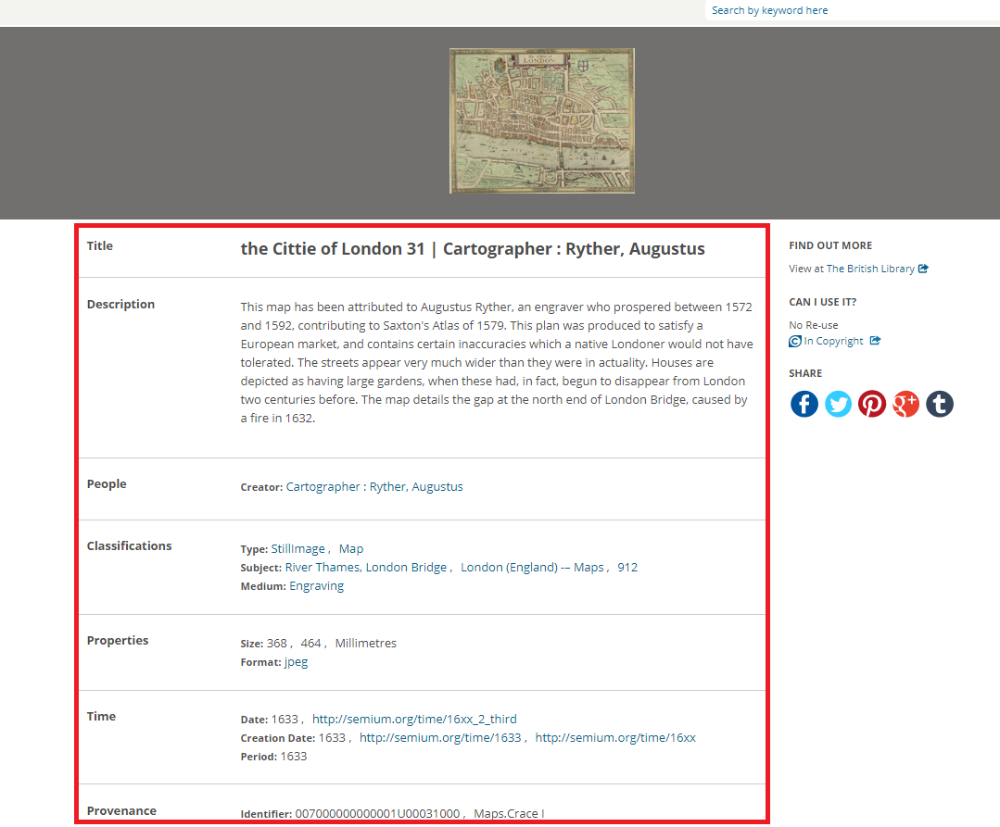 Search by keyword here
the Cittie of
LONDON
Title
the Cittie of London 31 | Cartographer : Ryther, Augustus
Description
This map has been attributed to Augustus Ryther, an engraver who prospered between 1572
and 1592, contributing to Saxton's Atlas of 1579. This plan was produced to satisfy a
European market, and contains certain inaccuracies which a native Londoner would not have
tolerated. The streets appear very much wider than they were in actuality. Houses are
depicted as having large gardens, when these had, in fact, begun to disappear from London
two centuries before. The map details the gap at the north end of London Bridge, caused by
a fire in 1632.
People
Creator: Cartographer : Ryther, Augustus
Classifications
Type: StillImage , Map
Subject: River Thames, London Bridge , London (England) -- Maps , 912
Medium: Engraving
Properties
Size: 368 , 464 , Millimetres
Format: jpeg
Time
Date: 1633 , http://semium.org/time/16xx_2_third
Creation Date: 1633 , http://semium.org/time/1633 , http://semium.org/time/16xx
Period: 1633
Provenance
Identifier: 007000000000001U00031000 , Maps.Crace I
FIND OUT MORE
View at The British Library
CAN I USE IT?
No Re-use
In Copyright
SHARE